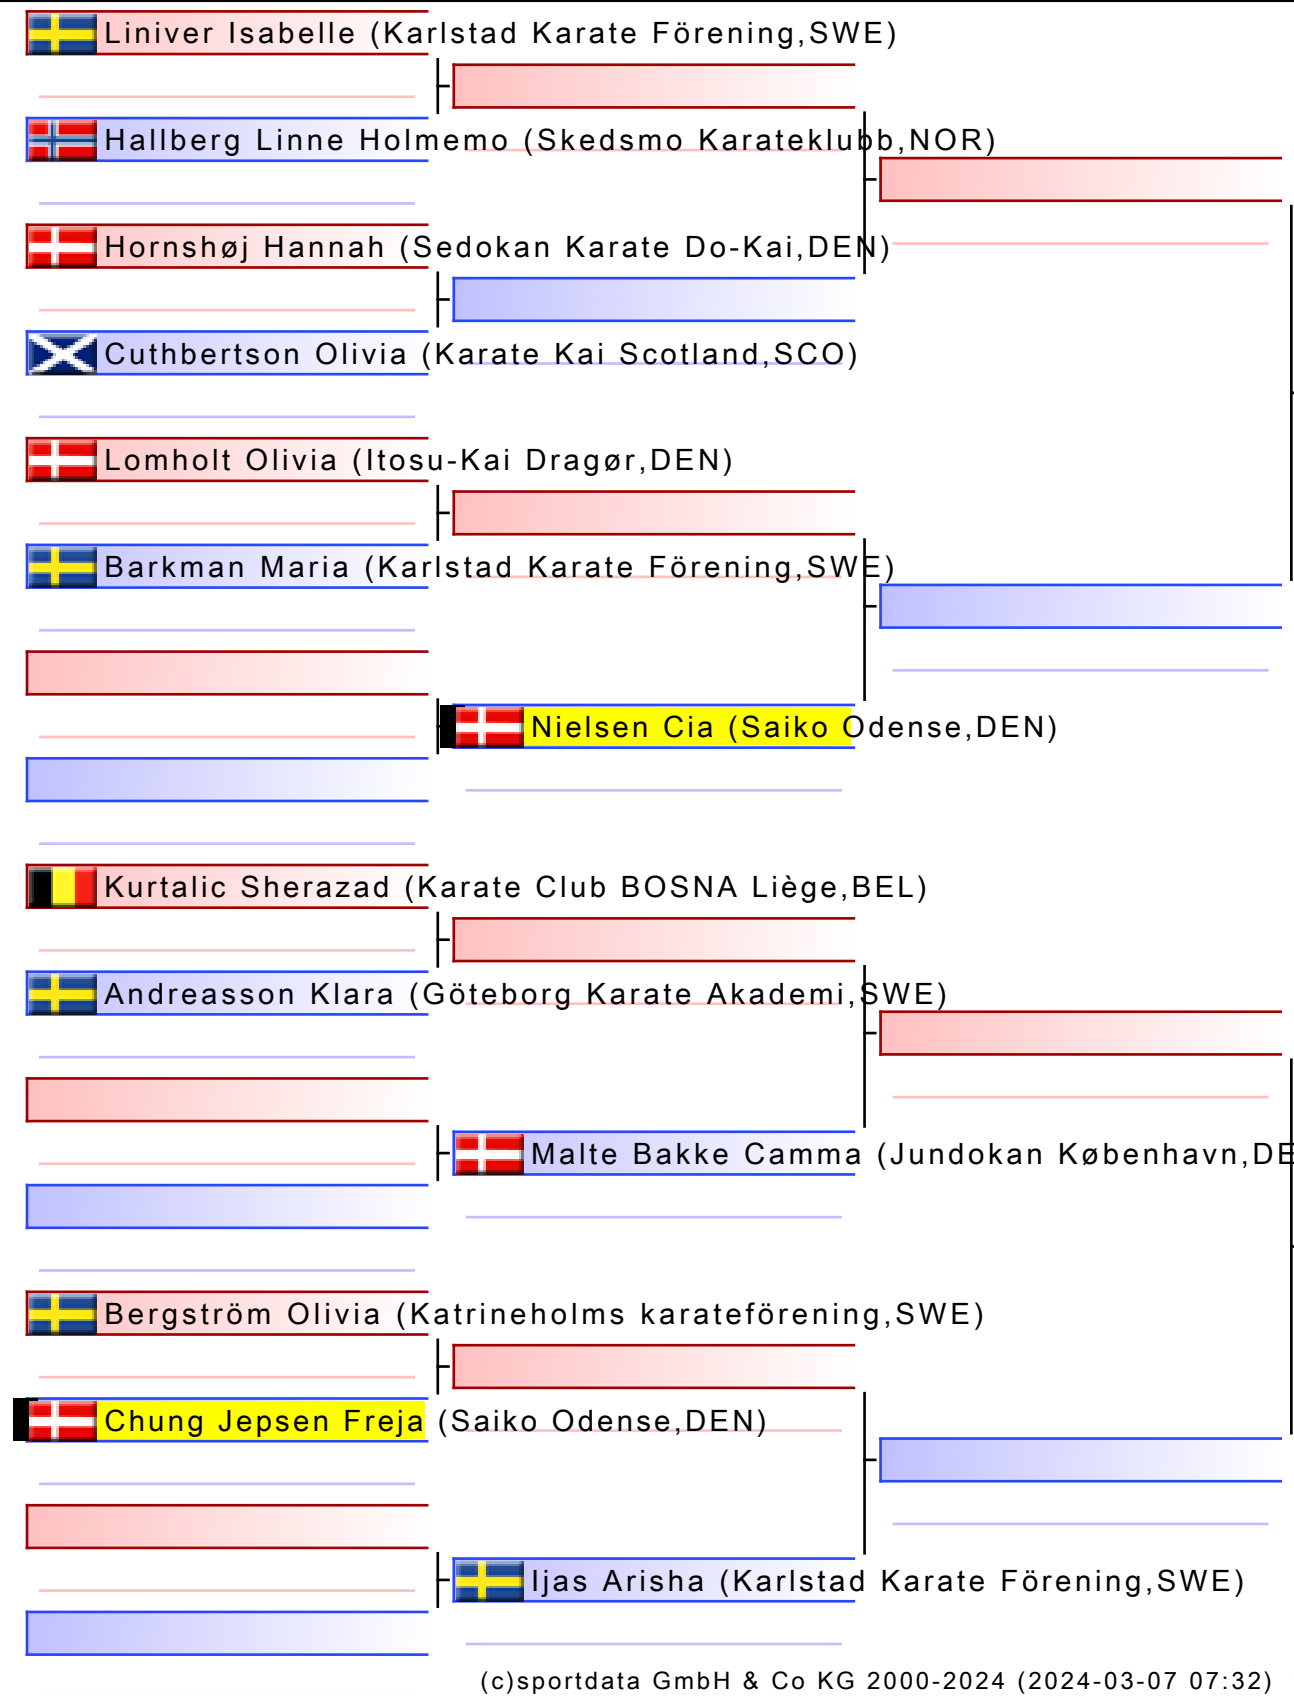 Liniver Isabelle (Karlstad Karate Förening,SWE)
Hallberg Linne Holmemo (Skedsmo Karateklubb,NOR)
Hornshøj Hannah (Sedokan Karate Do-Kai,DEN)
Cuthbertson Olivia (Karate Kai Scotland,SCO)
Lomholt Olivia (Itosu-Kai Dragør,DEN)
Barkman Maria (Karlstad Karate Förening,SWE)
Nielsen Cia (Saiko Odense,DEN)
Kurtalic Sherazad (Karate Club BOSNA Liège,BEL)
Andreasson Klara (Göteborg Karate Akademi,SWE)
Malte Bakke Camma (Jundokan København,DE
Bergström Olivia (Katrineholms karateförening,SWE)
Chung Jepsen Freja (Saiko Odense,DEN)
Ijas Arisha (Karlstad Karate Förening,SWE)
(c)sportdata GmbH & Co KG 2000-2024 (2024-03-07 07:32)